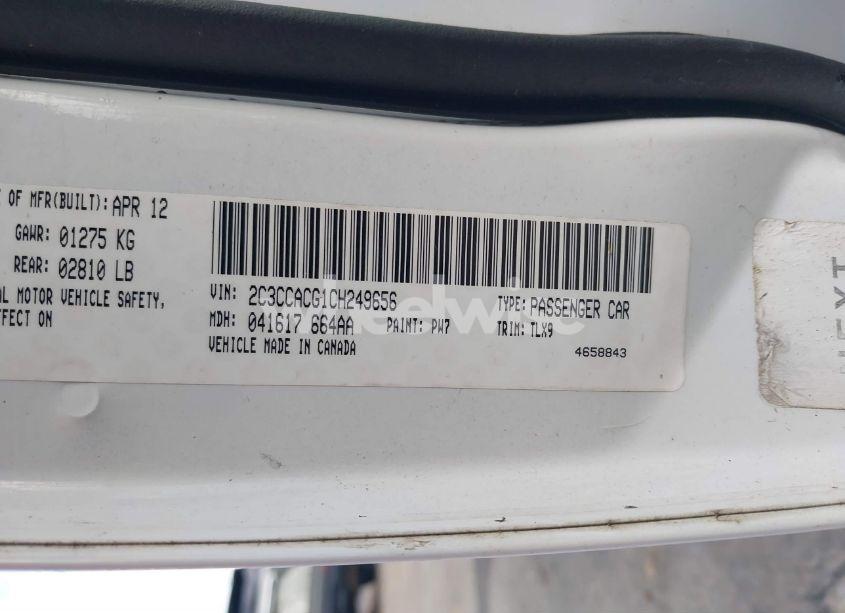 E OF MFR(BUILT): APR 12
GAWR: 01275 KG
REAR: 02810 LB
AL MOTOR VEHICLE SAFETY,
FFECT ON
VIN: 2C3CCACG1CH249656
TYPE: PASSENGER CAR
MDH: 041617 664AA
PAINT: PW7
TRIM: TLX9
VEHICLE MADE IN CANADA
4658843
NEXT